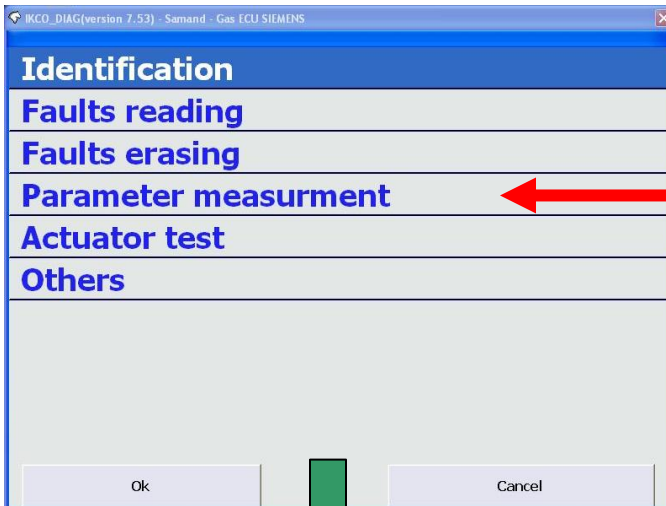 IKCO_DIAG(version 7.53) - Samand - Gas ECU SIEMENS
Identification
Faults reading
Faults erasing
Parameter measurment
Actuator test
Others
Ok Cancel